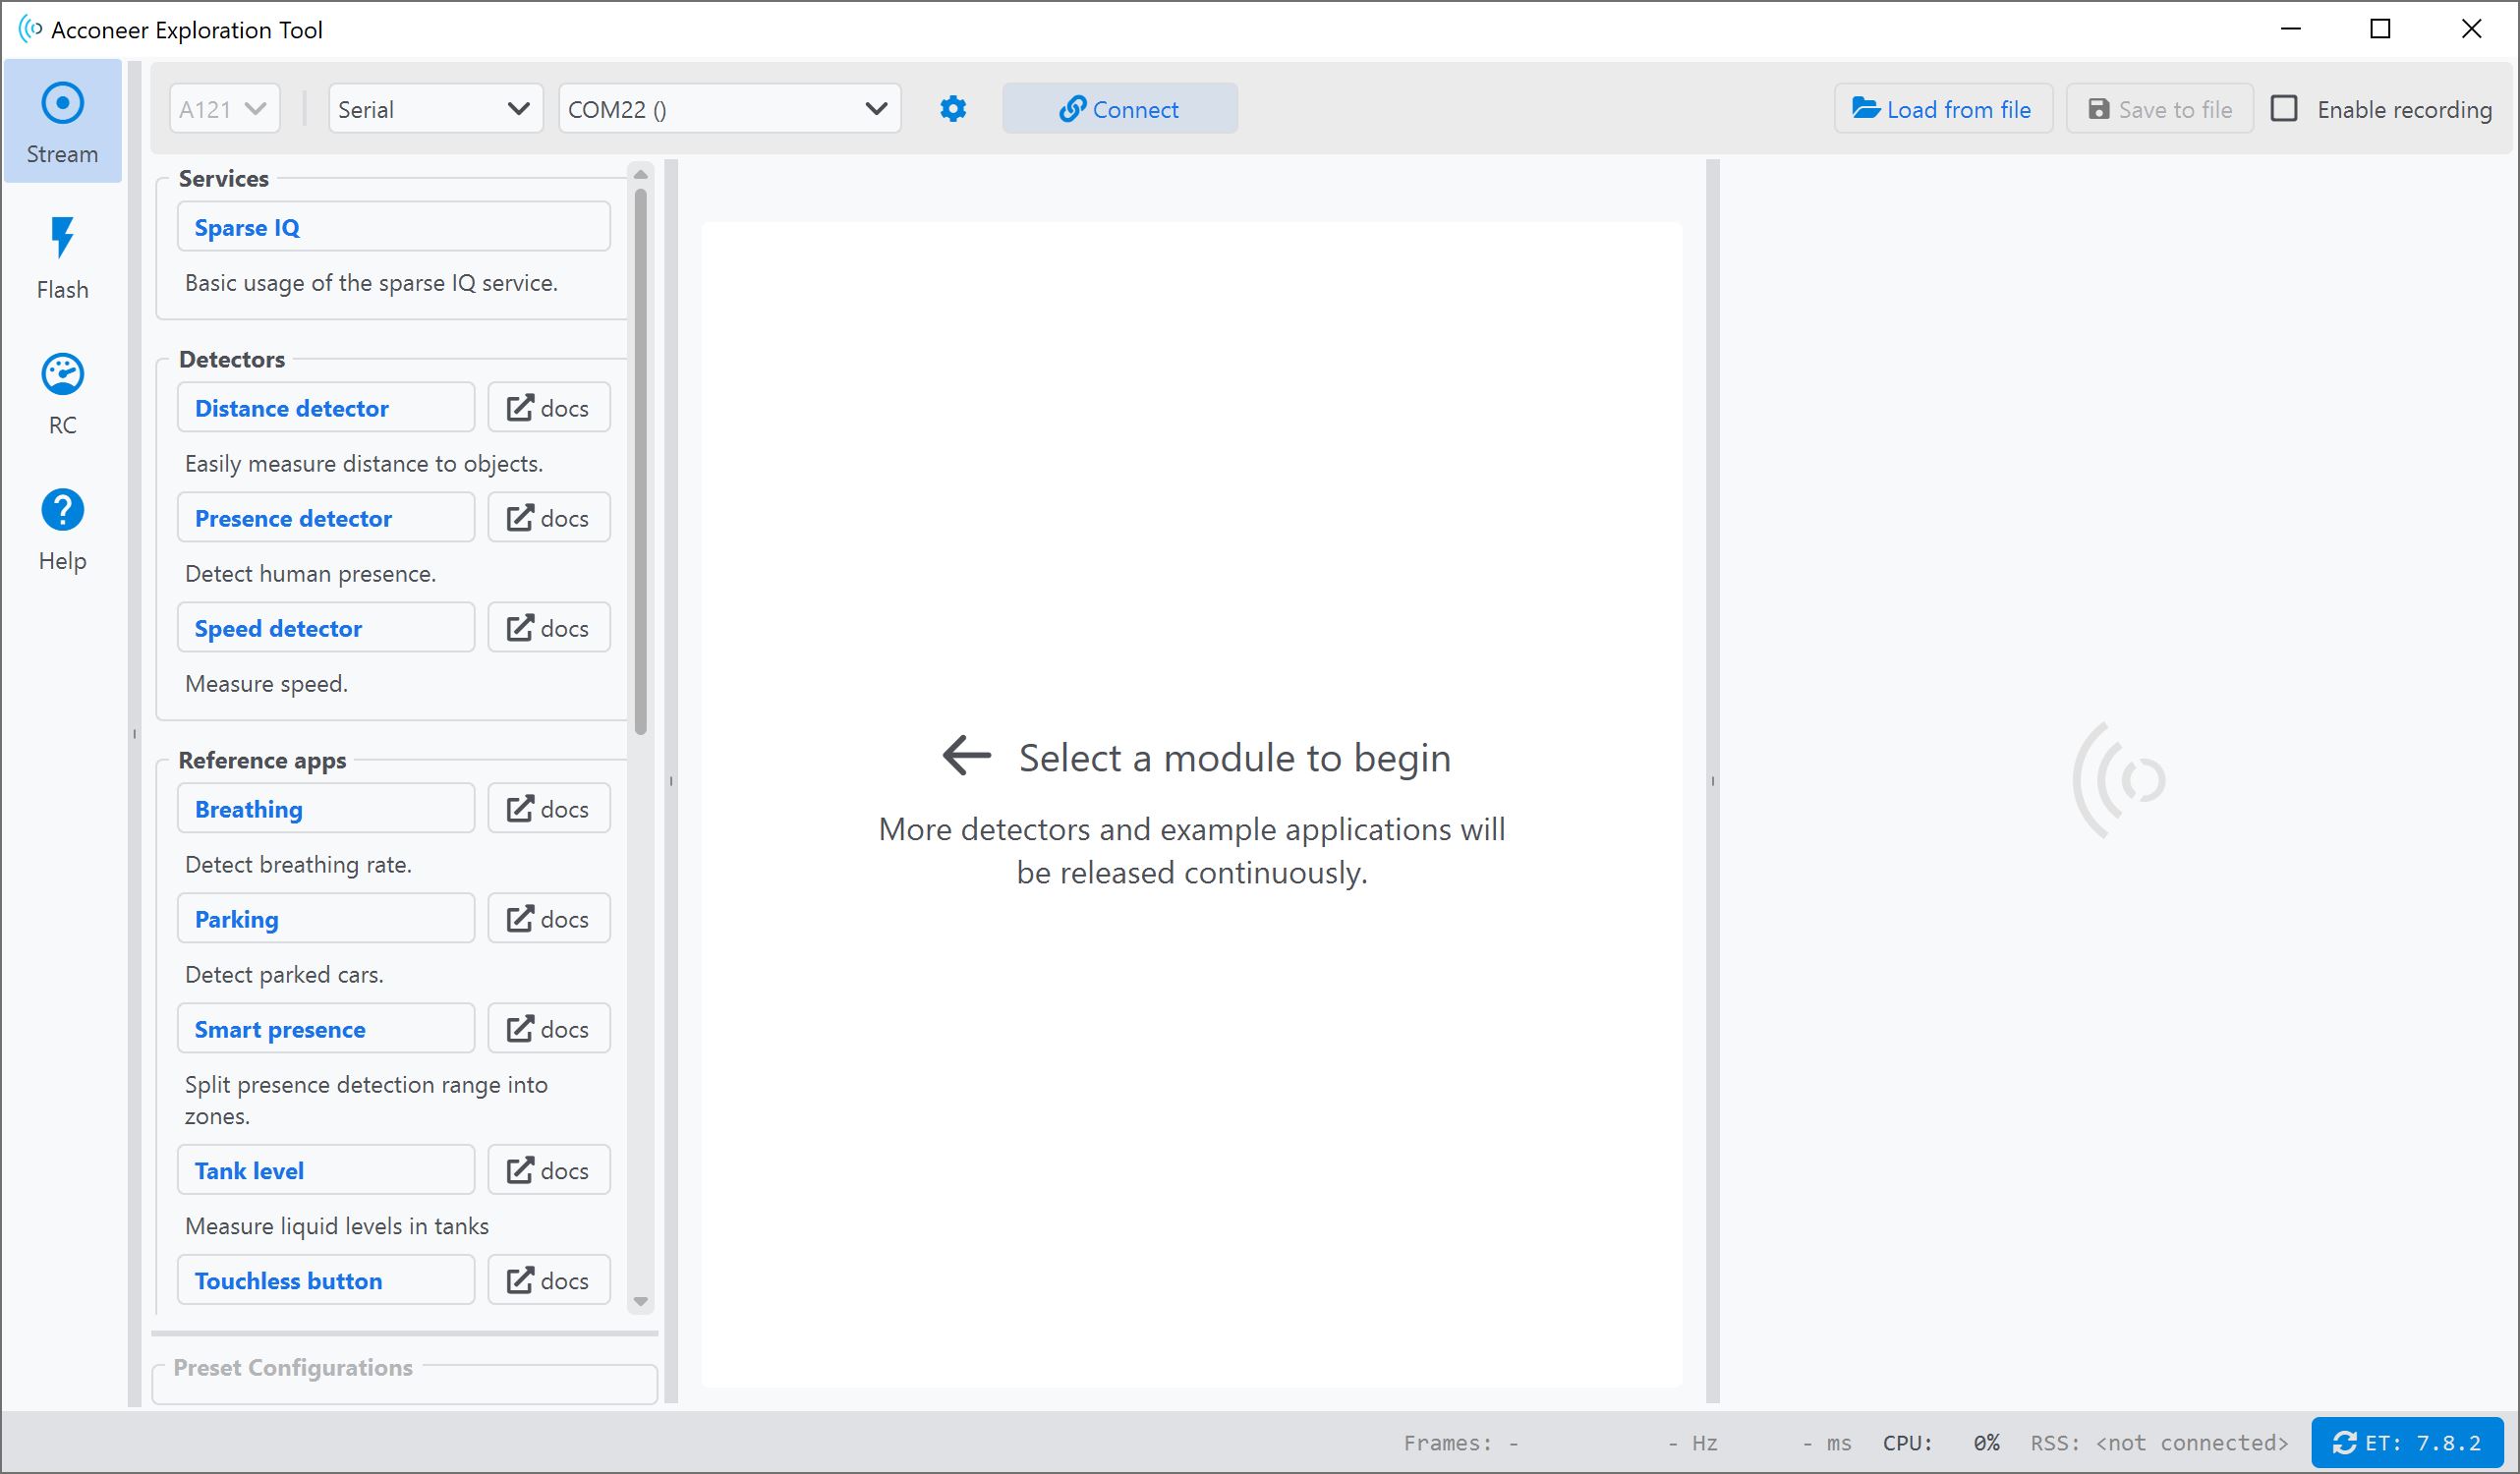 Acconeer Exploration Tool
Stream
Flash
RC
Help
A121
Serial
COM22 ()
Connect
Load from file
Save to file
Enable recording
Services
Sparse IQ
Basic usage of the sparse IQ service.
Detectors
Distance detector
docs
Easily measure distance to objects.
Presence detector
docs
Detect human presence.
Speed detector
docs
Measure speed.
Reference apps
Breathing
docs
Detect breathing rate.
Parking
docs
Detect parked cars.
Smart presence
docs
Split presence detection range into
zones.
Tank level
docs
Measure liquid levels in tanks
Touchless button
docs
Preset Configurations
Select a module to begin
More detectors and example applications will
be released continuously.
Frames: - - Hz - ms CPU: 0% RSS: <not connected> ET: 7.8.2